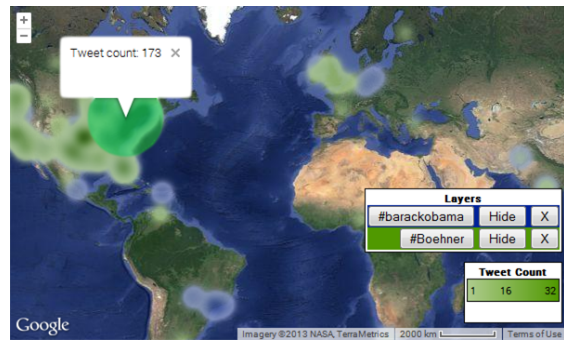 +
−
Tweet count: 173 ×
Layers
#barackobama Hide X
#Boehner Hide X
Tweet Count
1 16 32
Google
Imagery ©2013 NASA, TerraMetrics 2000 km Terms of Use